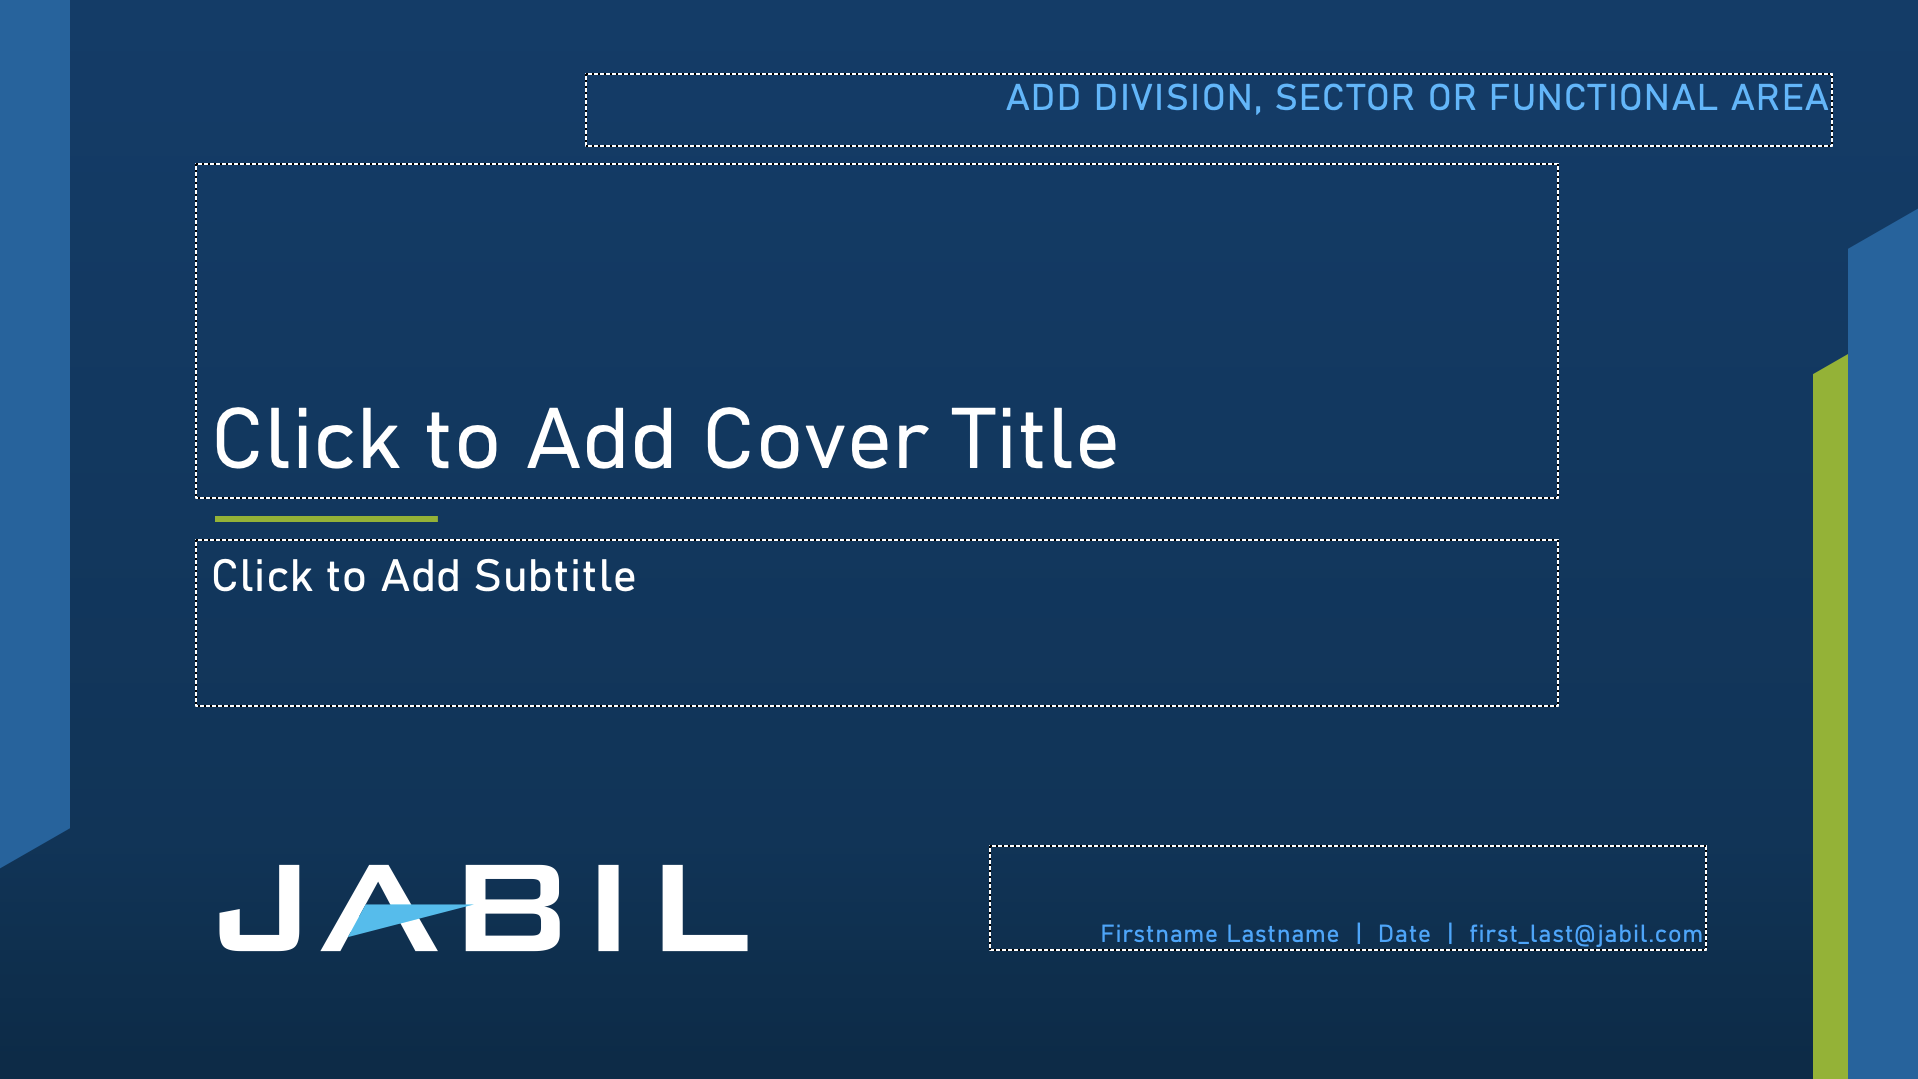 ADD DIVISION, SECTOR OR FUNCTIONAL AREA
Click to Add Cover Title
Click to Add Subtitle
JABIL
Firstname Lastname | Date | first_last@jabil.com